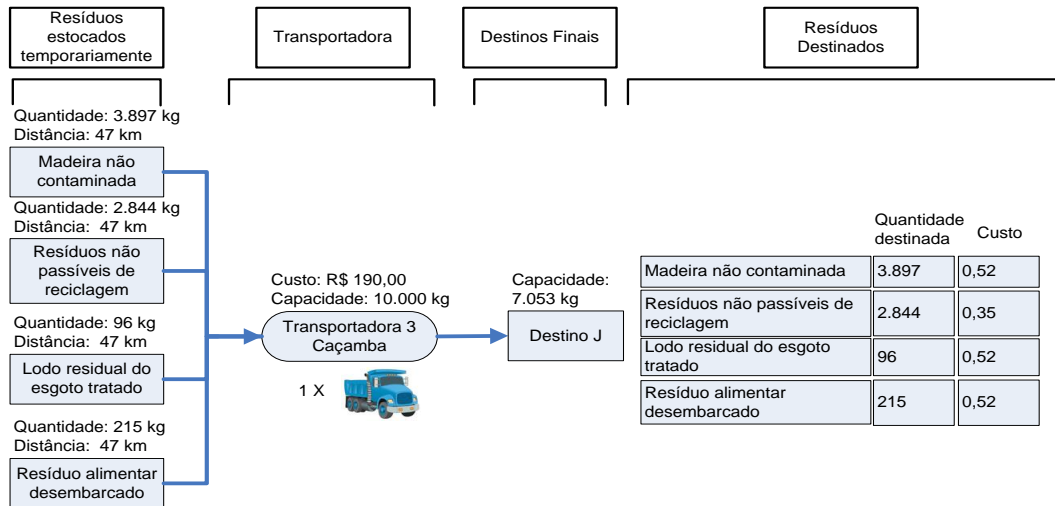 Resíduos
estocados
temporariamente
Transportadora
Destinos Finais
Resíduos
Destinados
Quantidade: 3.897 kg
Distância: 47 km
Madeira não
contaminada
Quantidade: 2.844 kg
Distância: 47 km
Resíduos não
passíveis de
reciclagem
Quantidade: 96 kg
Distância: 47 km
Lodo residual do
esgoto tratado
Quantidade: 215 kg
Distância: 47 km
Resíduo alimentar
desembarcado
Custo: R$ 190,00
Capacidade: 10.000 kg
Transportadora 3
Caçamba
1 X
Capacidade:
7.053 kg
Destino J
Quantidade
destinada
Custo
Madeira não contaminada 3.897 0,52
Resíduos não passíveis de
reciclagem 2.844 0,35
Lodo residual do esgoto
tratado 96 0,52
Resíduo alimentar
desembarcado 215 0,52